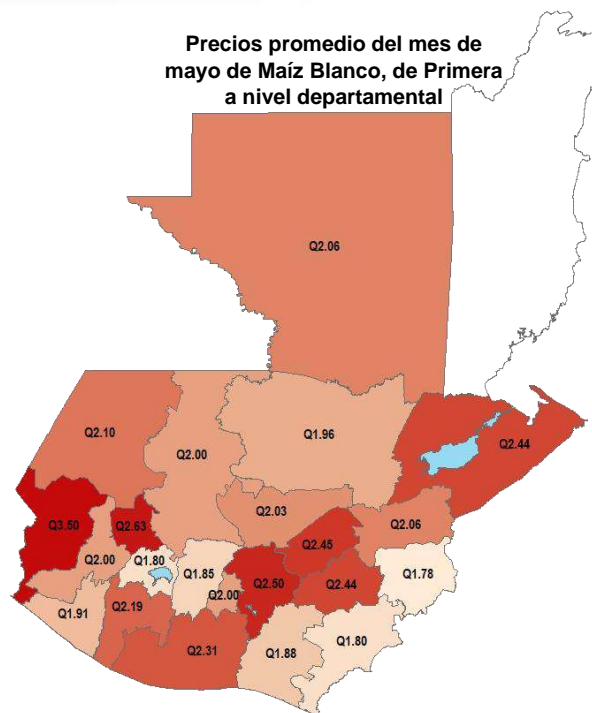 Precios promedio del mes de
mayo de Maíz Blanco, de Primera
a nivel departamental
Q2.06
Q2.10
Q2.00
Q1.96
Q2.44
Q2.03
Q2.06
Q3.50
Q2.63
Q2.45
Q2.00
Q1.80
Q1.85
Q2.50
Q2.44
Q1.78
Q2.00
Q1.91
Q2.19
Q2.31
Q1.88
Q1.80